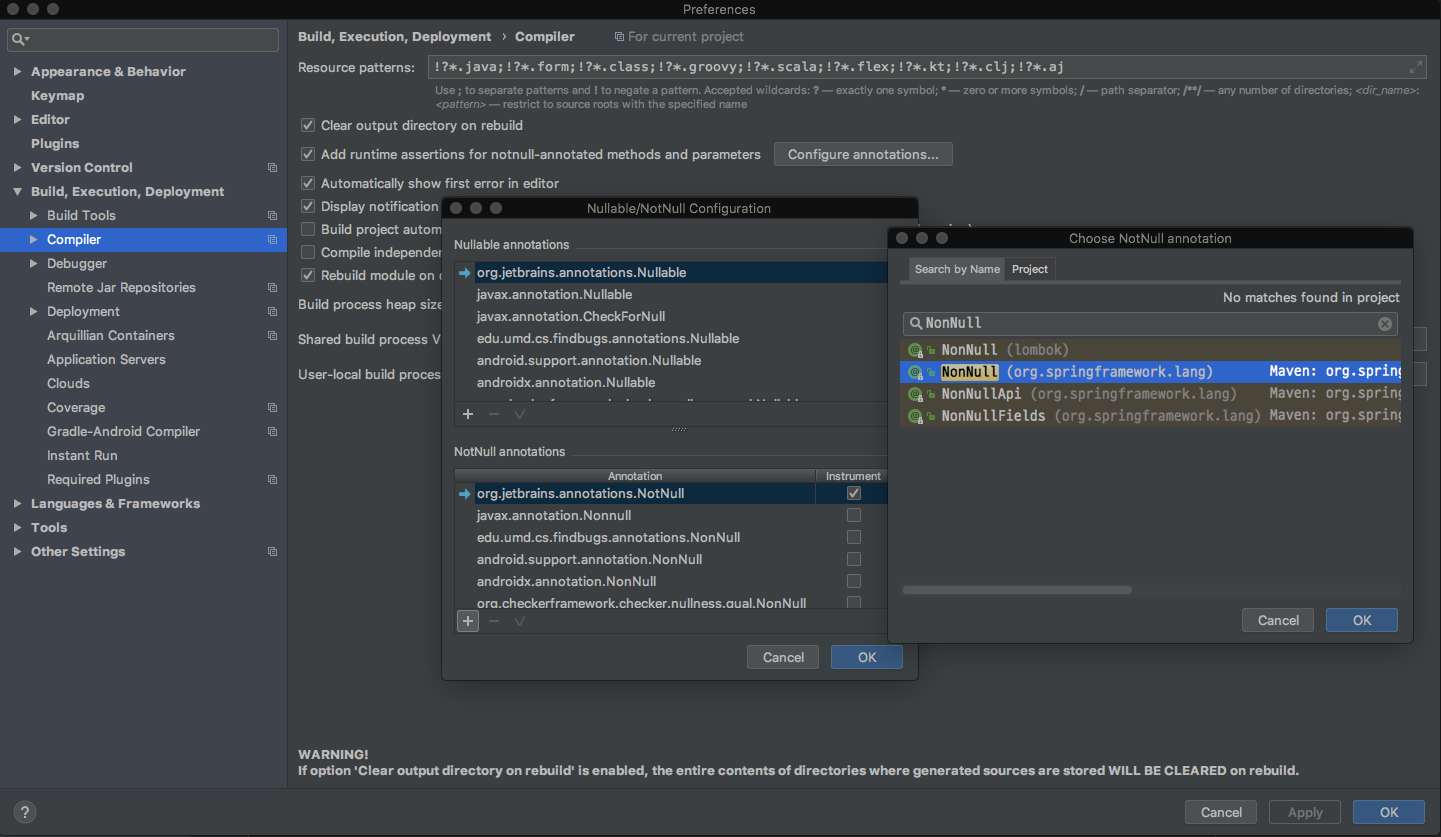 Preferences
Appearance & Behavior
Keymap
Editor
Plugins
Version Control
Build, Execution, Deployment
Build Tools
Compiler
Debugger
Remote Jar Repositories
Deployment
Arquillian Containers
Application Servers
Clouds
Coverage
Gradle-Android Compiler
Instant Run
Required Plugins
Languages & Frameworks
Tools
Other Settings
?
Build, Execution, Deployment › Compiler For current project
Resource patterns: !?*.java;!?*.form;!?*.class;!?*.groovy;!?*.scala;!?*.flex;!?*.kt;!?*.clj;!?*.aj
Use ; to separate patterns and ! to negate a pattern. Accepted wildcards: ? — exactly one symbol; * — zero or more symbols; / — path separator; /**/ — any number of directories; <dir_name>:
<pattern> — restrict to source roots with the specified name
Clear output directory on rebuild
Add runtime assertions for notnull-annotated methods and parameters Configure annotations...
Automatically show first error in editor
Display notification
Build project autom
Compile independen
Rebuild module on
Build process heap size
Shared build process V
User-local build proces
Nullable/NotNull Configuration
Nullable annotations
org.jetbrains.annotations.Nullable
javax.annotation.Nullable
javax.annotation.CheckForNull
edu.umd.cs.findbugs.annotations.Nullable
android.support.annotation.Nullable
androidx.annotation.Nullable
NotNull annotations
Annotation Instrument
org.jetbrains.annotations.NotNull
javax.annotation.Nonnull
edu.umd.cs.findbugs.annotations.NonNull
android.support.annotation.NonNull
androidx.annotation.NonNull
org.checkerframework.checker.nullness.qual.NonNull
Cancel OK
Choose NotNull annotation
Search by Name Project
No matches found in project
NonNull
NonNull (lombok)
NonNull (org.springframework.lang) Maven: org.spring
NonNullApi (org.springframework.lang) Maven: org.spring
NonNullFields (org.springframework.lang) Maven: org.spring
Cancel OK
WARNING!
If option 'Clear output directory on rebuild' is enabled, the entire contents of directories where generated sources are stored WILL BE CLEARED on rebuild.
Cancel Apply OK